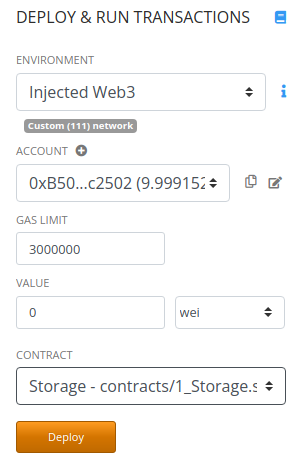 DEPLOY & RUN TRANSACTIONS
ENVIRONMENT
Injected Web3
Custom (111) network
ACCOUNT
0xB50...c2502 (9.999152
GAS LIMIT
3000000
VALUE
0 wei
CONTRACT
Storage - contracts/1_Storage.s
Deploy